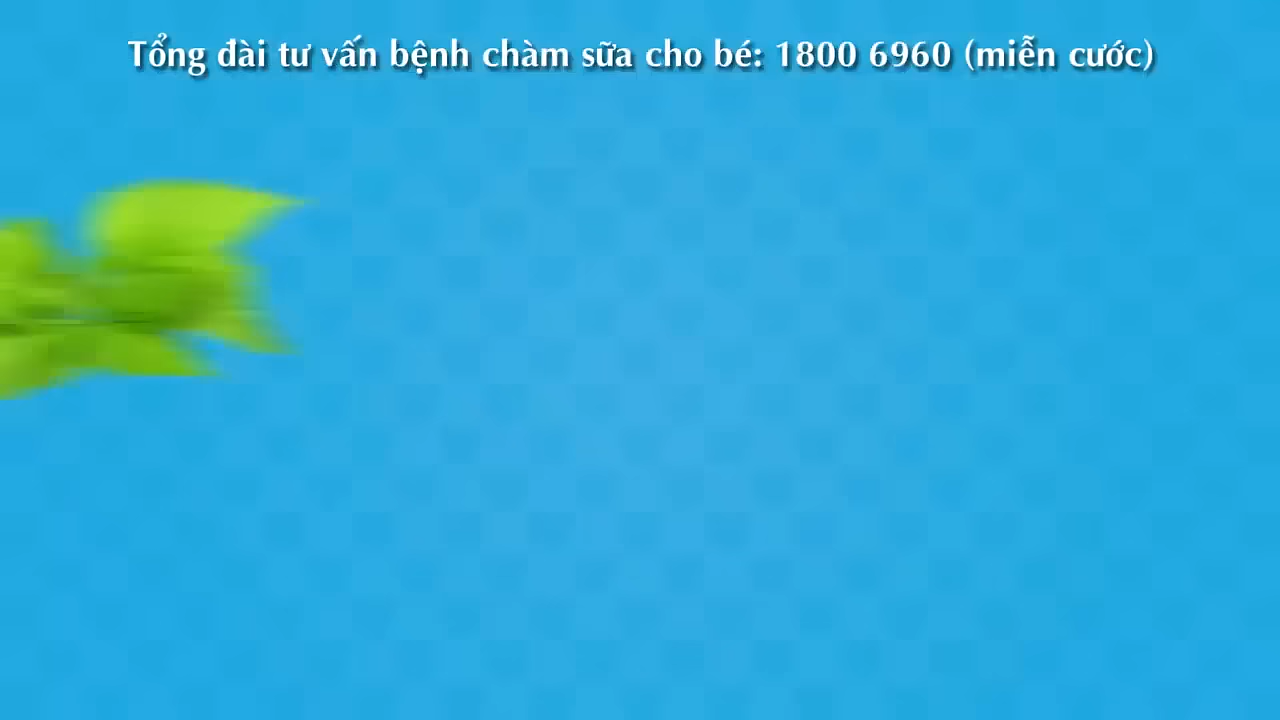 Tổng đài tư vấn bệnh chàm sữa cho bé: 1800 6960 (miễn cước)